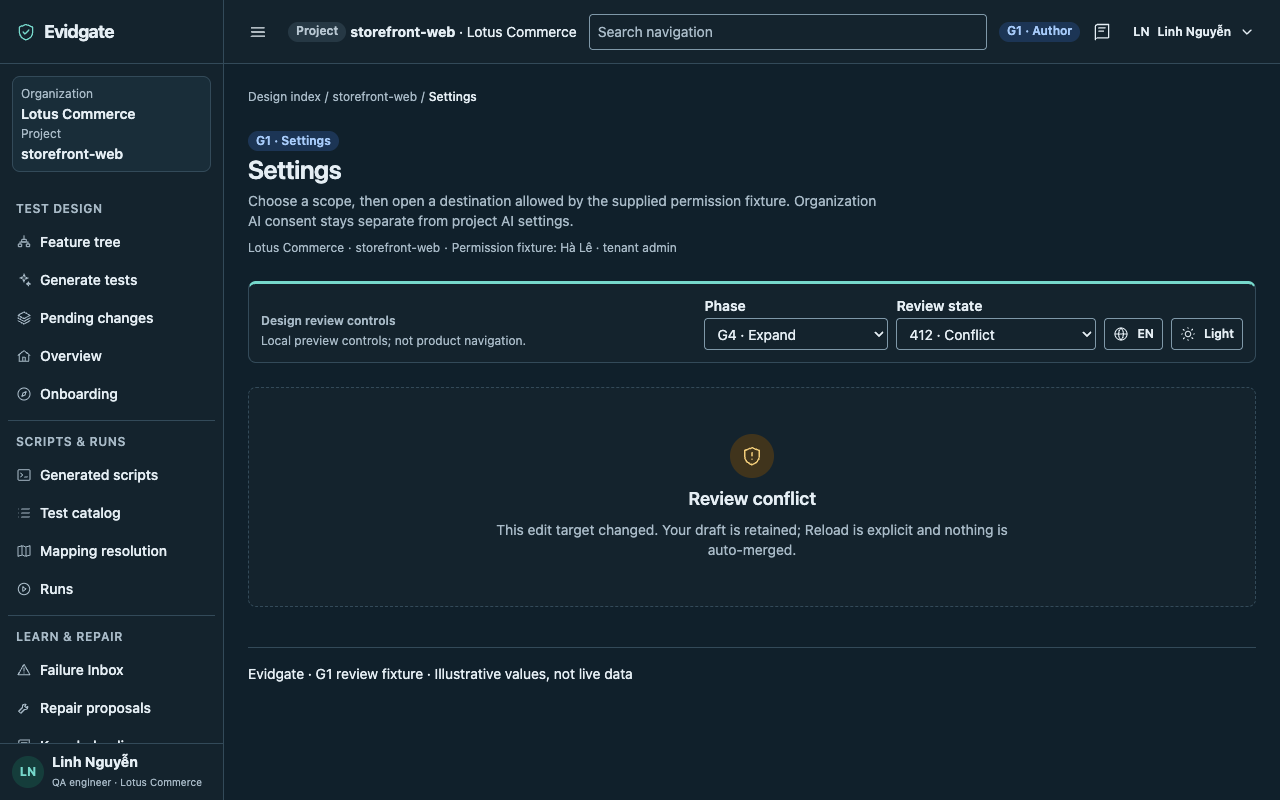 Evidgate
Project storefront-web · Lotus Commerce
Search navigation
G1 · Author
LN Linh Nguyễn
Organization
Lotus Commerce
Project
storefront-web
TEST DESIGN
Feature tree
Generate tests
Pending changes
Overview
Onboarding
SCRIPTS & RUNS
Generated scripts
Test catalog
Mapping resolution
Runs
LEARN & REPAIR
Failure Inbox
Repair proposals
LN
Linh Nguyễn
QA engineer · Lotus Commerce
Design index / storefront-web / Settings
G1 · Settings
Settings
Choose a scope, then open a destination allowed by the supplied permission fixture. Organization
AI consent stays separate from project AI settings.
Lotus Commerce · storefront-web · Permission fixture: Hà Lê · tenant admin
Design review controls
Local preview controls; not product navigation.
Phase
G4 · Expand
Review state
412 · Conflict
EN
Light
Review conflict
This edit target changed. Your draft is retained; Reload is explicit and nothing is
auto-merged.
Evidgate · G1 review fixture · Illustrative values, not live data